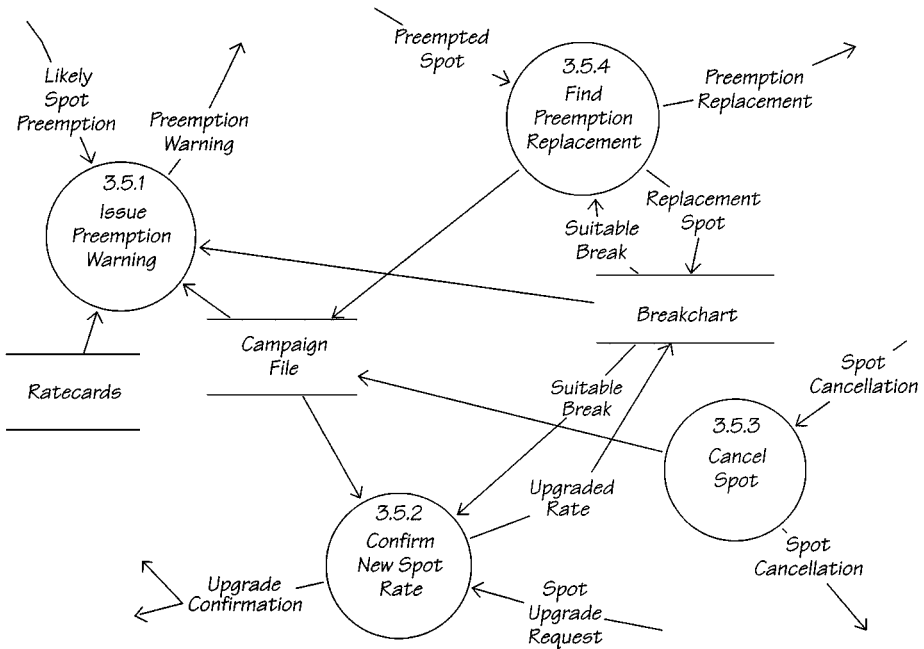 Likely
Spot
Preemption
Preemption
Warning
3.5.1
Issue
Preemption
Warning
Preempted
Spot
3.5.4
Find
Preemption
Replacement
Preemption
Replacement
Suitable
Break
Replacement
Spot
Breakchart
Campaign
File
Ratecards
Suitable
Break
Spot
Cancellation
3.5.3
Cancel
Spot
Spot
Cancellation
Upgraded
Rate
3.5.2
Confirm
New Spot
Rate
Upgrade
Confirmation
Spot
Upgrade
Request